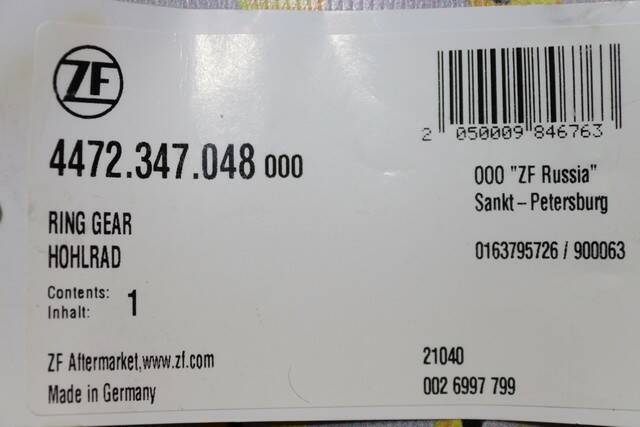 ZF
4472.347.048 000
RING GEAR
HOHLRAD
Contents:
Inhalt: 1
ZF Aftermarket,www.zf.com
Made in Germany
2 050009 846763
000 "ZF Russia"
Sankt-Petersburg
0163795726 / 900063
21040
002 6997 799